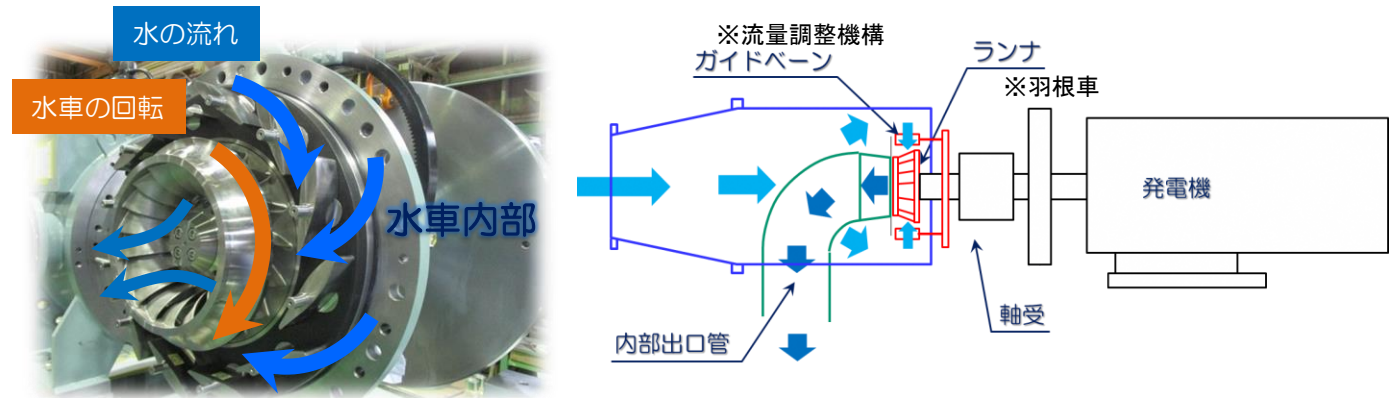 水の流れ
水車の回転
水車内部
※流量調整機構
ガイドベーン
ランナ
※羽根車
発電機
軸受
内部出口管